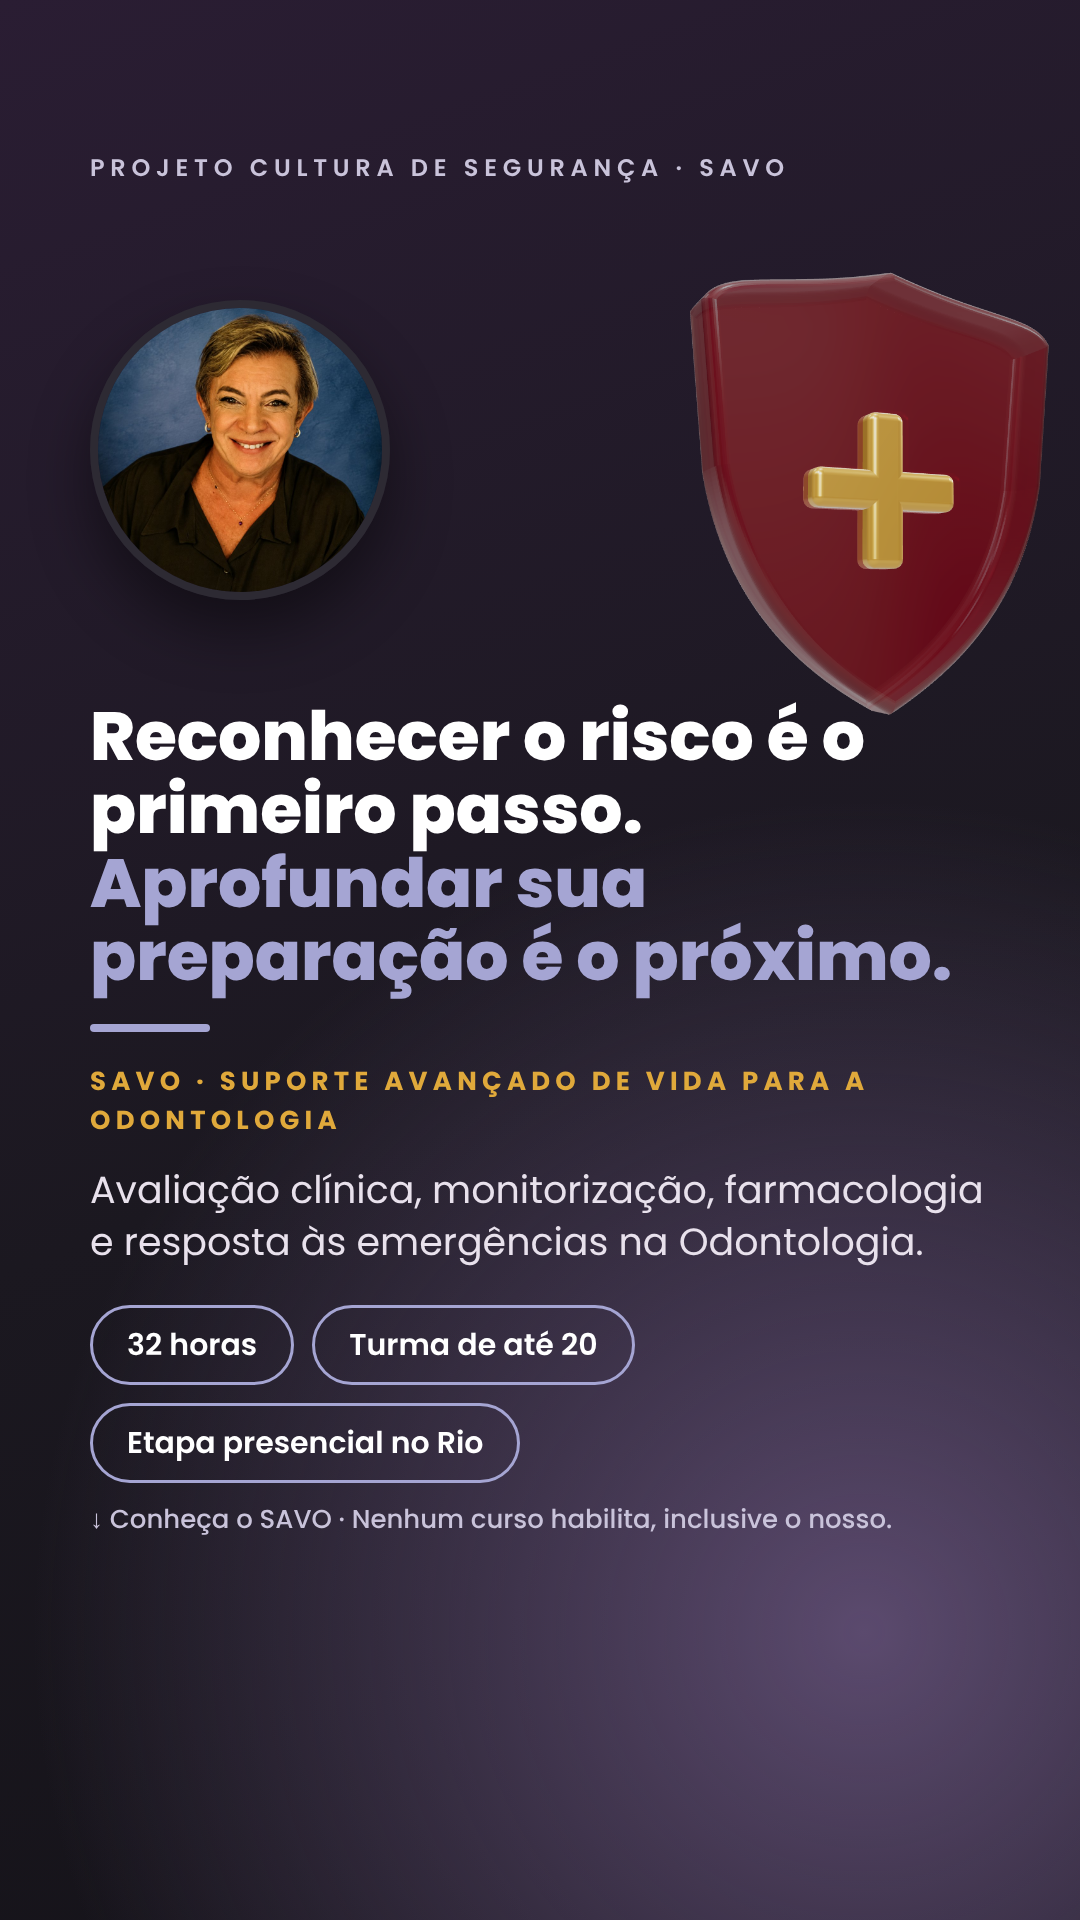 PROJETO CULTURA DE SEGURANÇA · SAVO
Reconhecer o risco é o
primeiro passo.
Aprofundar sua
preparação é o próximo.
SAVO · SUPORTE AVANÇADO DE VIDA PARA A
ODONTOLOGIA
Avaliação clínica, monitorização, farmacologia
e resposta às emergências na Odontologia.
32 horas
Turma de até 20
Etapa presencial no Rio
↓ Conheça o SAVO · Nenhum curso habilita, inclusive o nosso.